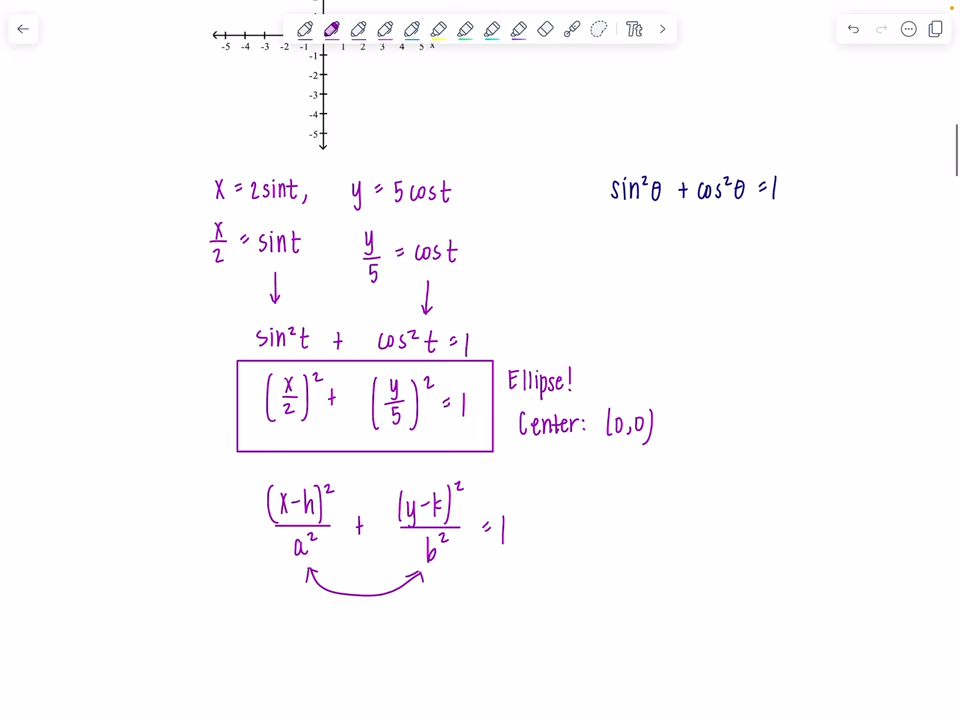 Tt
-5 -4 -3 -2 -1 1 2 3 4 5 x
-1
-2
-3
-4
-5
x = 2sint, y = 5cost
sin²θ + cos²θ = 1
x/2 = sint y/5 = cost
sin²t + cos²t = 1
(x/2)² + (y/5)² = 1
Ellipse!
Center: (0,0)
(x-h)²/a² + (y-k)²/b² = 1